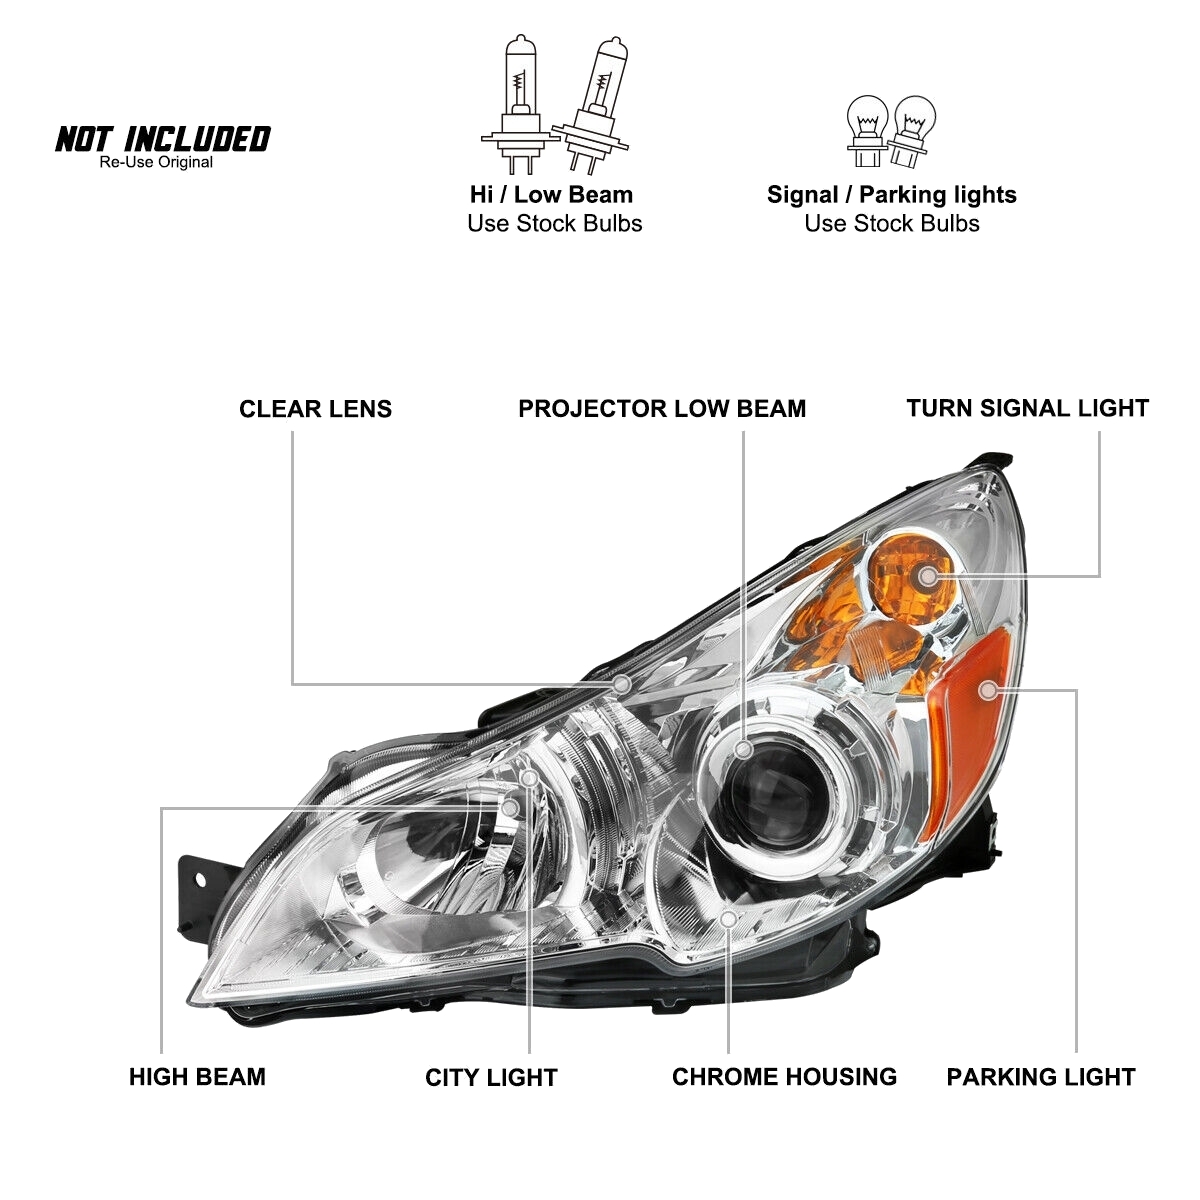 NOT INCLUDED
Re-Use Original
Hi / Low Beam
Use Stock Bulbs
Signal / Parking lights
Use Stock Bulbs
CLEAR LENS
PROJECTOR LOW BEAM
TURN SIGNAL LIGHT
HIGH BEAM
CITY LIGHT
CHROME HOUSING
PARKING LIGHT